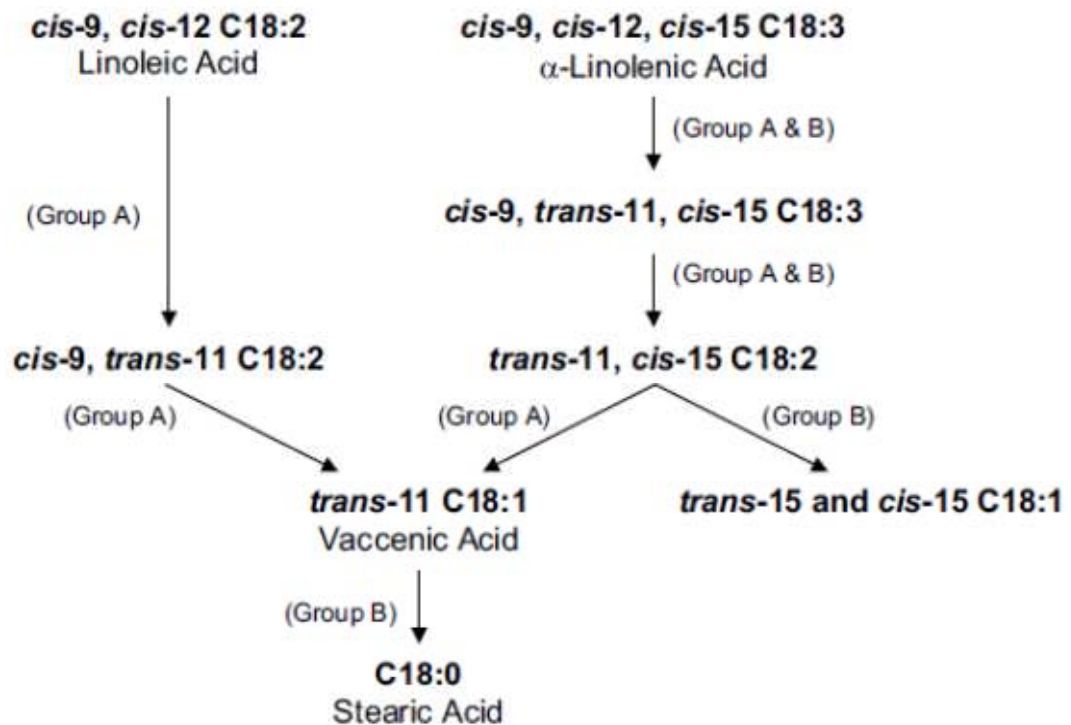 cis-9, cis-12 C18:2
Linoleic Acid
cis-9, cis-12, cis-15 C18:3
α-Linolenic Acid
(Group A & B)
(Group A)
cis-9, trans-11, cis-15 C18:3
(Group A & B)
cis-9, trans-11 C18:2
trans-11, cis-15 C18:2
(Group A)
(Group A)
(Group B)
trans-11 C18:1
Vaccenic Acid
trans-15 and cis-15 C18:1
(Group B)
C18:0
Stearic Acid